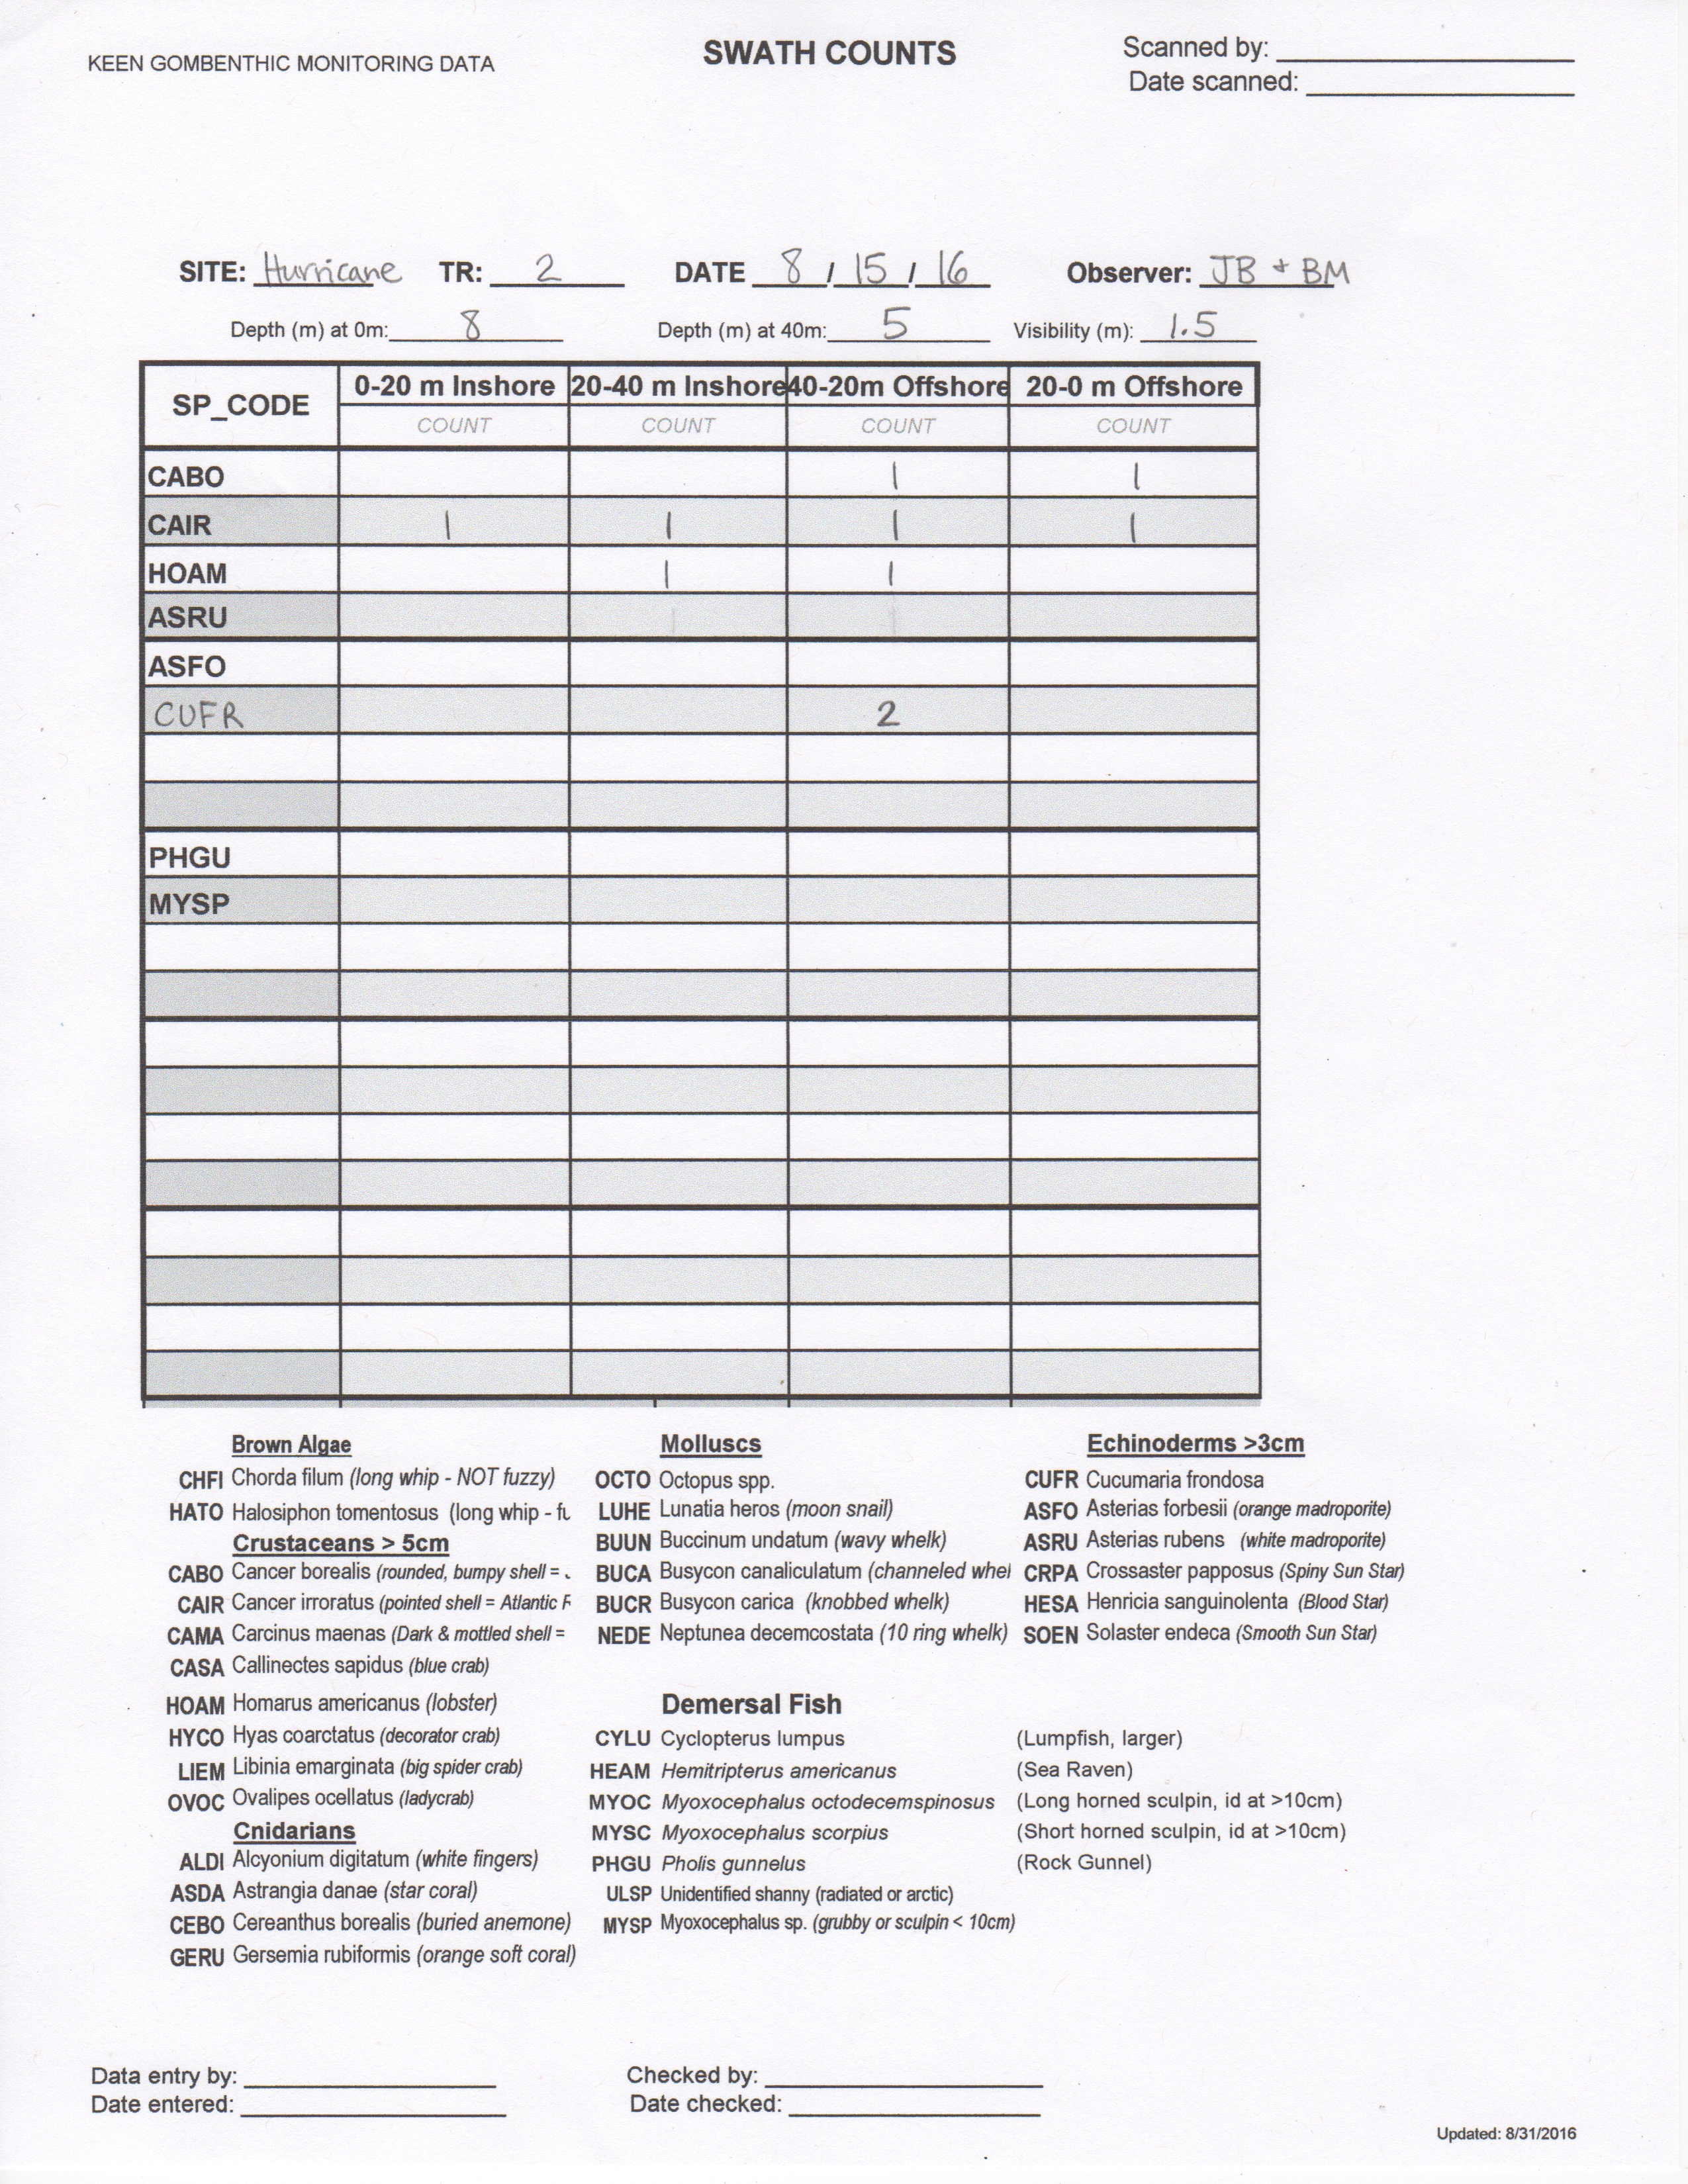 KEEN GOMBENTHIC MONITORING DATA
SWATH COUNTS
Scanned by:
Date scanned:
SITE: Hurricane TR: 2 DATE 8 / 15 / 16 Observer: JB + BM
Depth (m) at 0m: 8 Depth (m) at 40m: 5 Visibility (m): 1.5
SP_CODE 0-20 m Inshore 20-40 m Inshore 40-20m Offshore 20-0 m Offshore
COUNT COUNT COUNT COUNT
CABO 1 1
CAIR 1 1 1 1
HOAM 1 1
ASRU
ASFO
CUFR 2
PHGU
MYSP
Brown Algae Molluscs Echinoderms >3cm
CHFI Chorda filum (long whip - NOT fuzzy) OCTO Octopus spp. CUFR Cucumaria frondosa
HATO Halosiphon tomentosus (long whip - fu LUHE Lunatia heros (moon snail) ASFO Asterias forbesii (orange madroporite)
Crustaceans > 5cm BUUN Buccinum undatum (wavy whelk) ASRU Asterias rubens (white madroporite)
CABO Cancer borealis (rounded, bumpy shell = BUCA Busycon canaliculatum (channeled whel CRPA Crossaster papposus (Spiny Sun Star)
CAIR Cancer irroratus (pointed shell = Atlantic R BUCR Busycon carica (knobbed whelk) HESA Henricia sanguinolenta (Blood Star)
CAMA Carcinus maenas (Dark & mottled shell = NEDE Neptunea decemcostata (10 ring whelk) SOEN Solaster endeca (Smooth Sun Star)
CASA Callinectes sapidus (blue crab)
HOAM Homarus americanus (lobster) Demersal Fish
HYCO Hyas coarctatus (decorator crab) CYLU Cyclopterus lumpus (Lumpfish, larger)
LIEM Libinia emarginata (big spider crab) HEAM Hemitripterus americanus (Sea Raven)
OVOC Ovalipes ocellatus (ladycrab) MYOC Myoxocephalus octodecemspinosus (Long horned sculpin, id at >10cm)
Cnidarians MYSC Myoxocephalus scorpius (Short horned sculpin, id at >10cm)
ALDI Alcyonium digitatum (white fingers) PHGU Pholis gunnelus (Rock Gunnel)
ASDA Astrangia danae (star coral) ULSP Unidentified shanny (radiated or arctic)
CEBO Cereanthus borealis (buried anemone) MYSP Myoxocephalus sp. (grubby or sculpin < 10cm)
GERU Gersemia rubiformis (orange soft coral)
Data entry by: Checked by:
Date entered: Date checked:
Updated: 8/31/2016